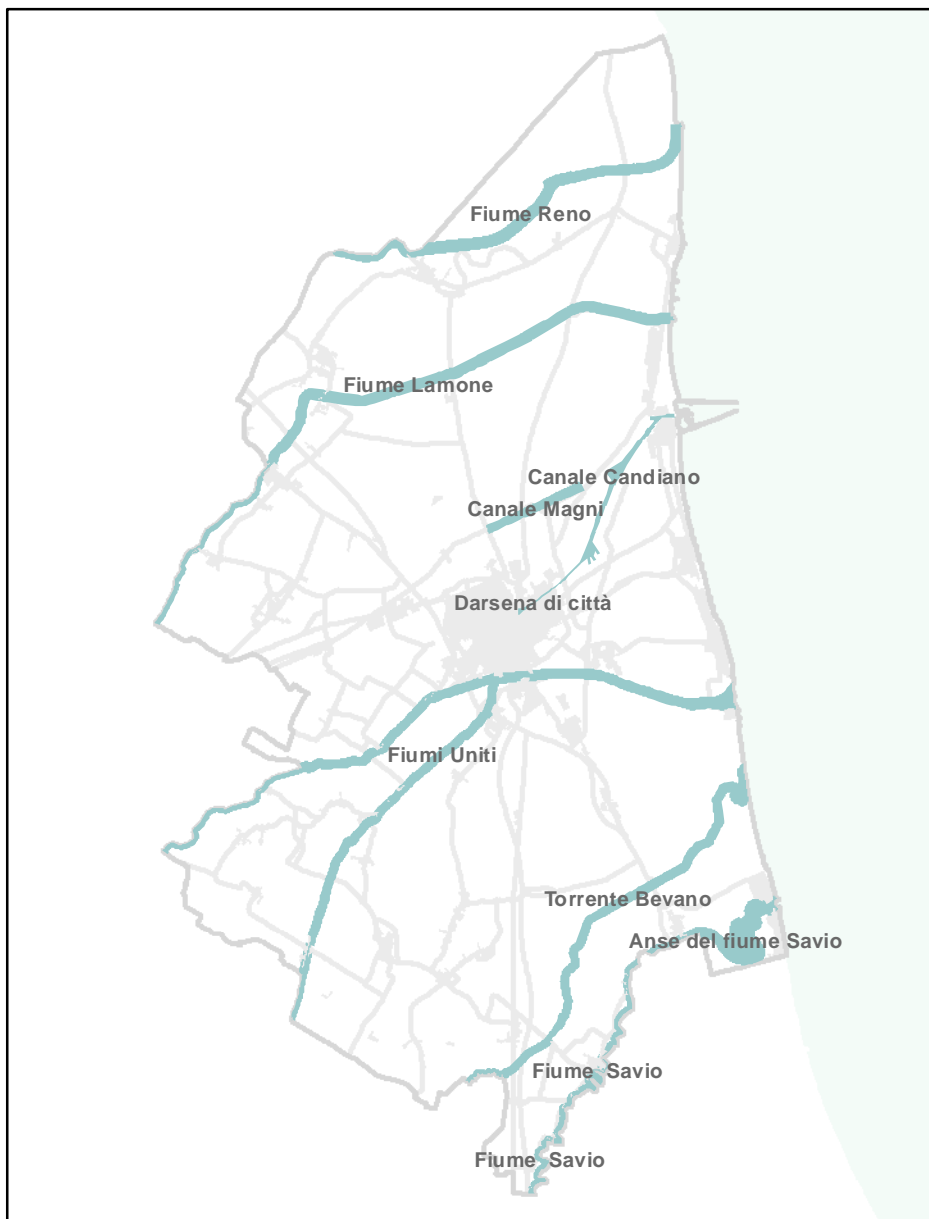 Fiume Reno
Fiume Lamone
Canale Candiano
Canale Magni
Darsena di città
Fiumi Uniti
Torrente Bevano
Anse del fiume Savio
Fiume Savio
Fiume Savio